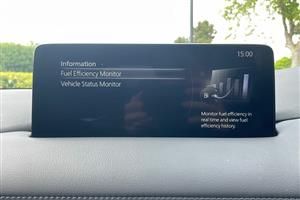 15:00
Information
Fuel Efficiency Monitor
Vehicle Status Monitor
Monitor fuel efficiency in
real time and view fuel
efficiency history.